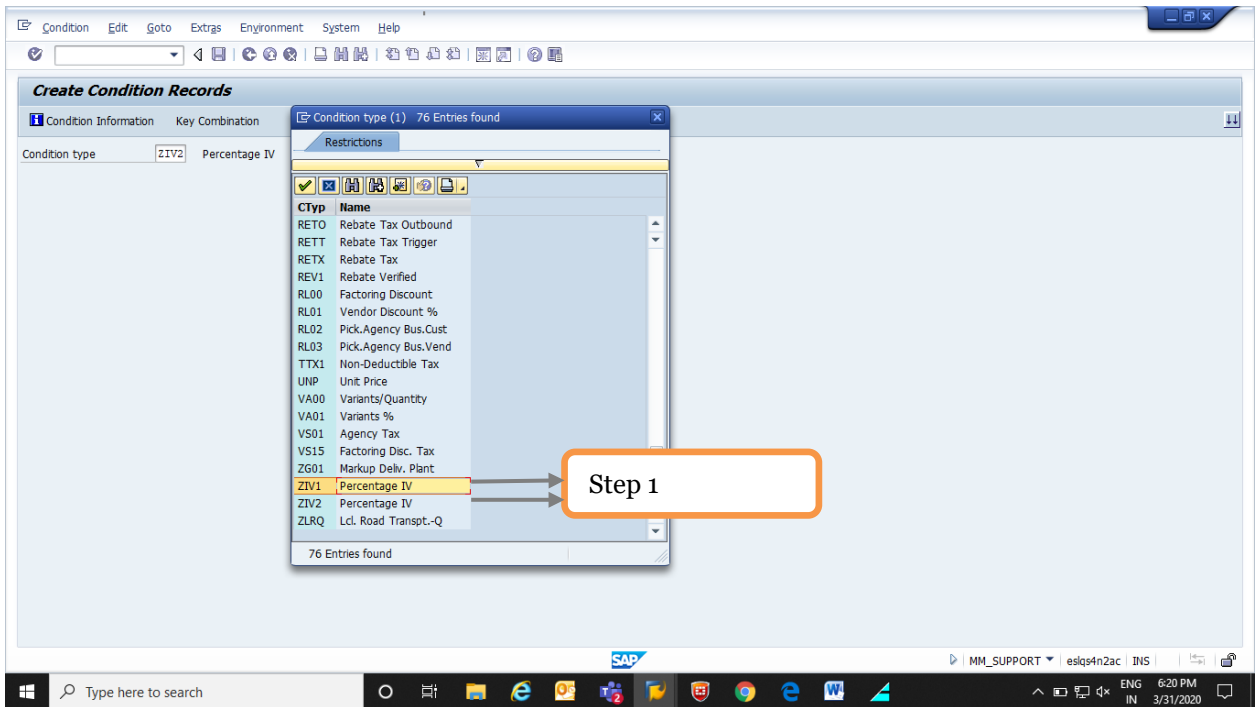 Condition Edit Goto Extras Environment System Help
Create Condition Records
Condition Information Key Combination
Condition type ZIV2 Percentage IV
Condition type (1) 76 Entries found
Restrictions
CTyp Name
RETO Rebate Tax Outbound
RETT Rebate Tax Trigger
RETX Rebate Tax
REV1 Rebate Verified
RL00 Factoring Discount
RL01 Vendor Discount %
RL02 Pick.Agency Bus.Cust
RL03 Pick.Agency Bus.Vend
TTX1 Non-Deductible Tax
UNP Unit Price
VA00 Variants/Quantity
VA01 Variants %
VS01 Agency Tax
VS15 Factoring Disc. Tax
ZG01 Markup Deliv. Plant
ZIV1 Percentage IV
ZIV2 Percentage IV
ZLRQ Lcl. Road Transpt.-Q
Step 1
76 Entries found
SAP
MM_SUPPORT eslqs4n2ac INS
Type here to search
ENG 6:20 PM
IN 3/31/2020